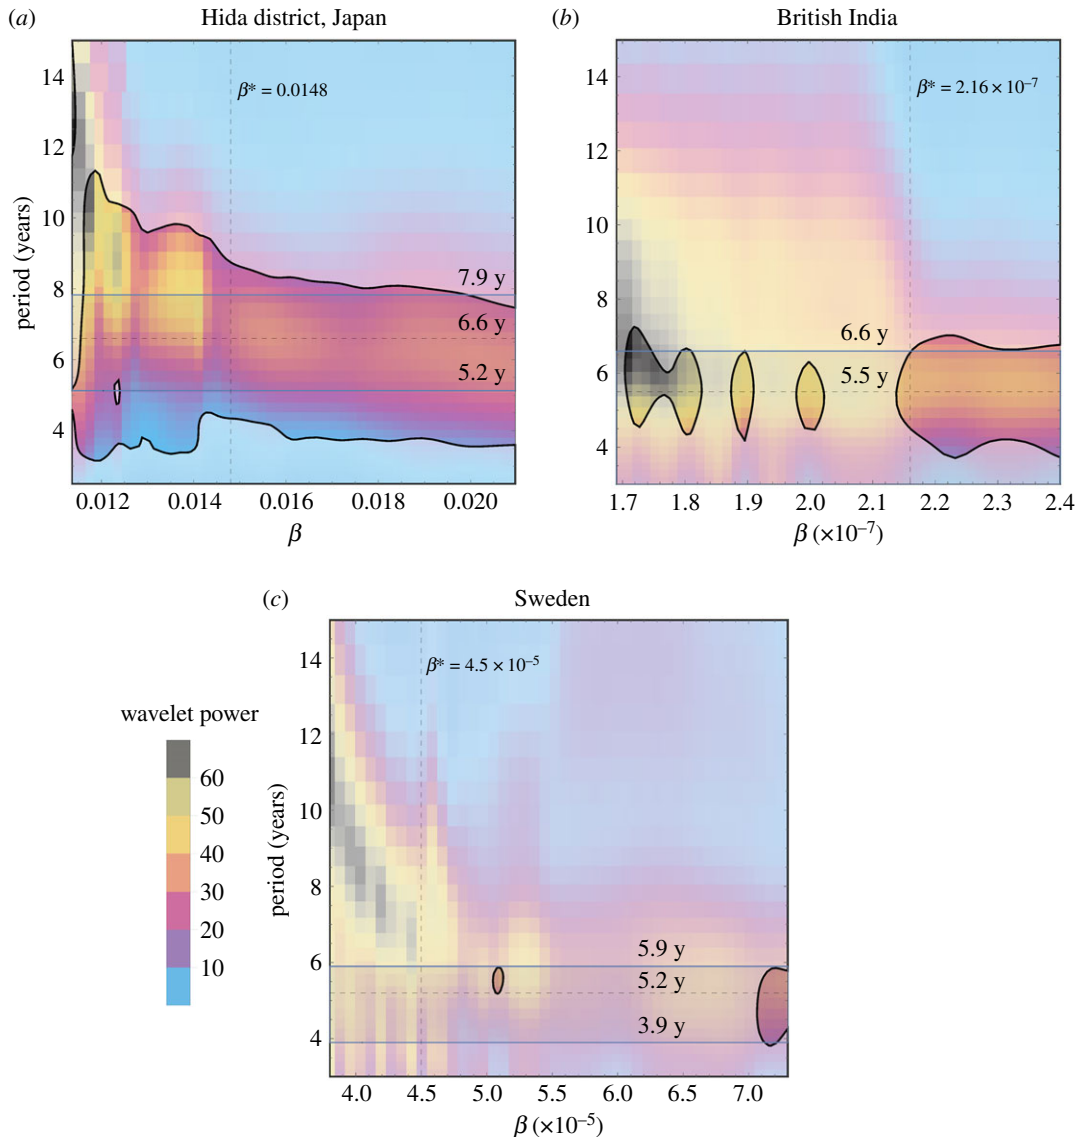 (a) Hida district, Japan
14
12
10
8
6
4
period (years)
β* = 0.0148
7.9 y
6.6 y
5.2 y
0.012 0.014 0.016 0.018 0.020
β
(b) British India
14
12
10
8
6
4
β* = 2.16 × 10⁻⁷
6.6 y
5.5 y
1.7 1.8 1.9 2.0 2.1 2.2 2.3 2.4
β (×10⁻⁷)
(c) Sweden
14
12
10
8
6
4
period (years)
β* = 4.5 × 10⁻⁵
5.9 y
5.2 y
3.9 y
4.0 4.5 5.0 5.5 6.0 6.5 7.0
β (×10⁻⁵)
wavelet power
60
50
40
30
20
10